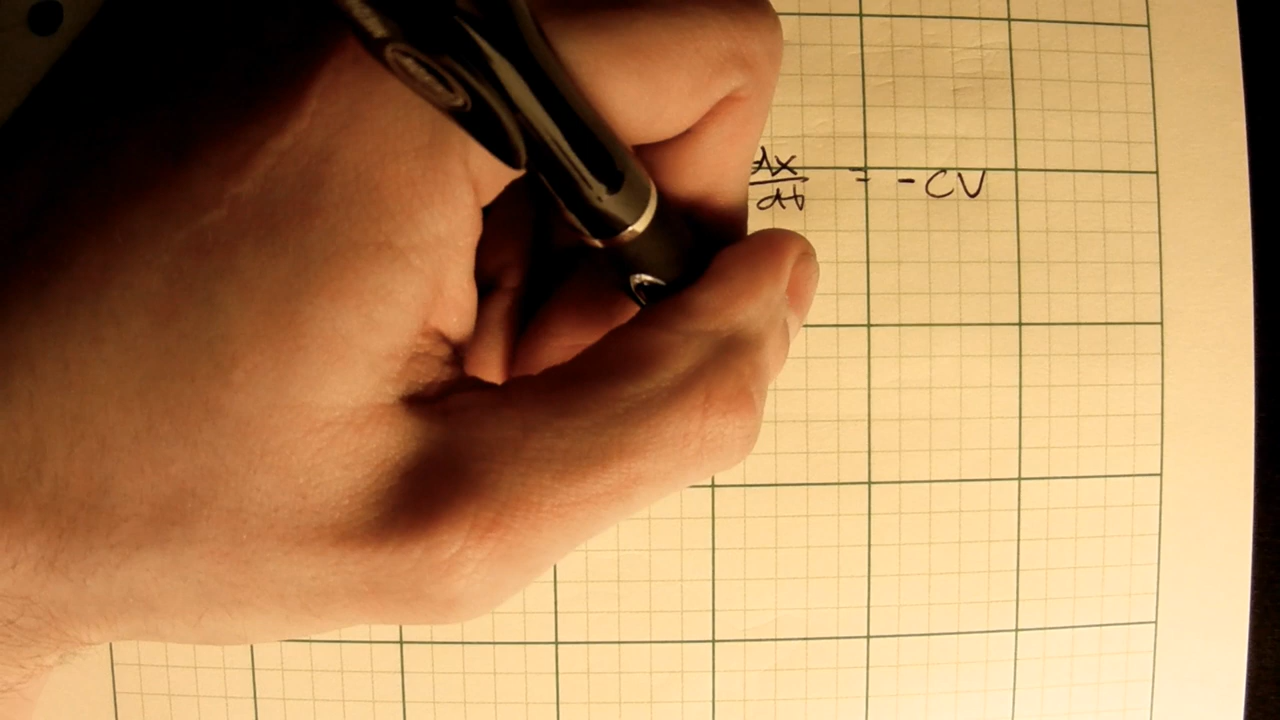 dx/dt = -CV